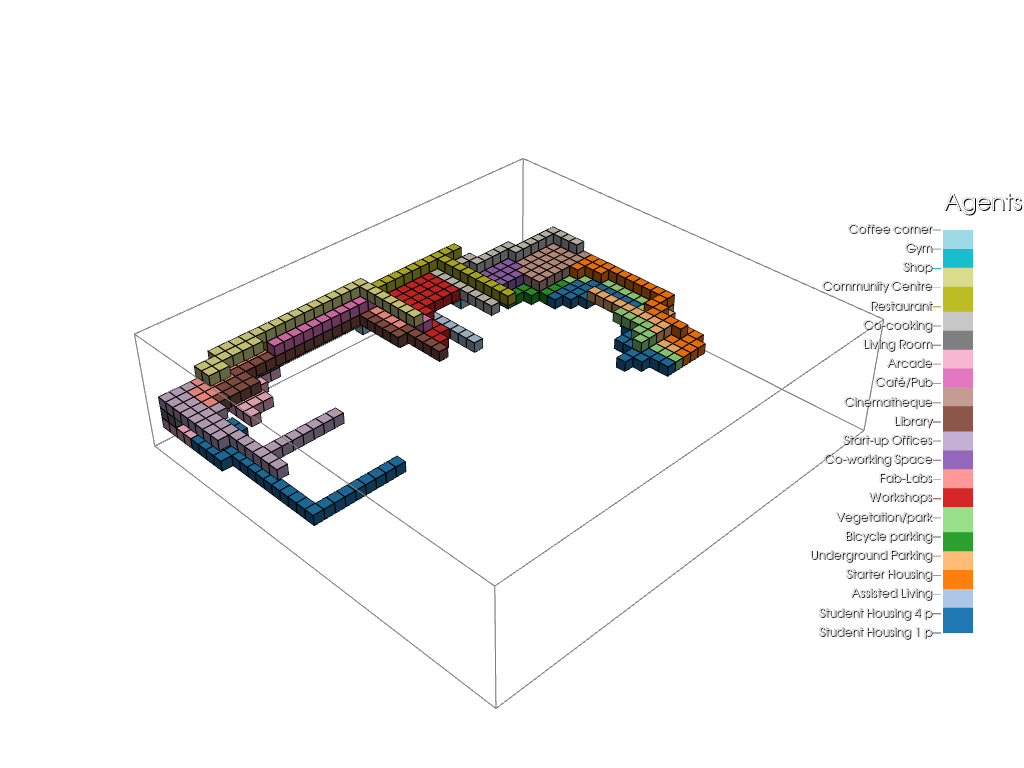 Agents
Coffee corner
Gym
Shop
Community Centre
Restaurant
Co-cooking
Living Room
Arcade
Café/Pub
Cinematheque
Library
Start-up Offices
Co-working Space
Fab-Labs
Workshops
Vegetation/park
Bicycle parking
Underground Parking
Starter Housing
Assisted Living
Student Housing 4 p
Student Housing 1 p